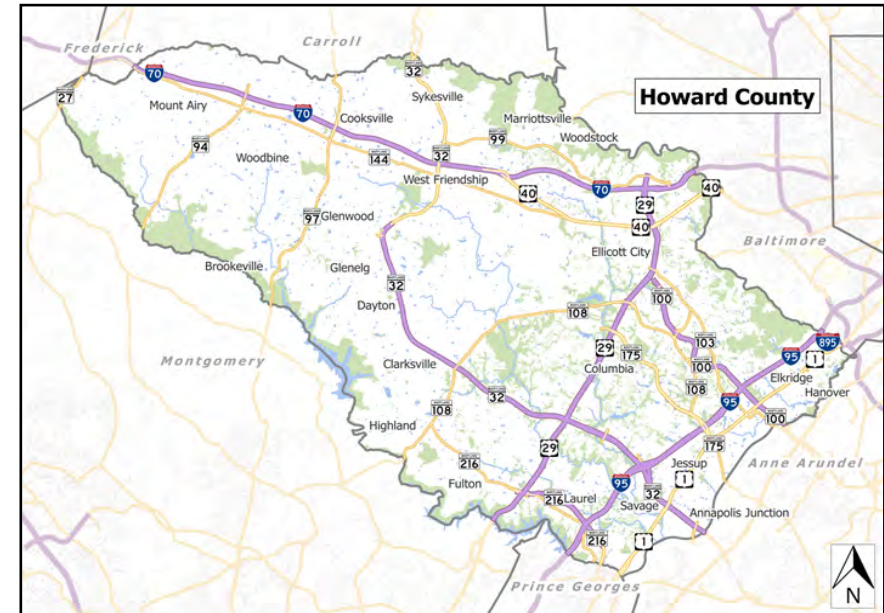 Frederick
Carroll
Howard County
70
27
Mount Airy
70
32
Sykesville
Cooksville
Marriottsville
Woodstock
94
Woodbine
144
32
99
West Friendship
40
70
29
40
40
97
Glenwood
Ellicott City
Baltimore
Brookeville
Glenelg
32
Dayton
100
108
Montgomery
Clarksville
29
175
Columbia
103
100
108
95
895
1
Elkridge
Hanover
32
95
100
108
Highland
29
175
216
Fulton
Jessup
Anne Arundel
95
1
216
Laurel
Savage
32
Annapolis Junction
216
1
Prince Georges
N